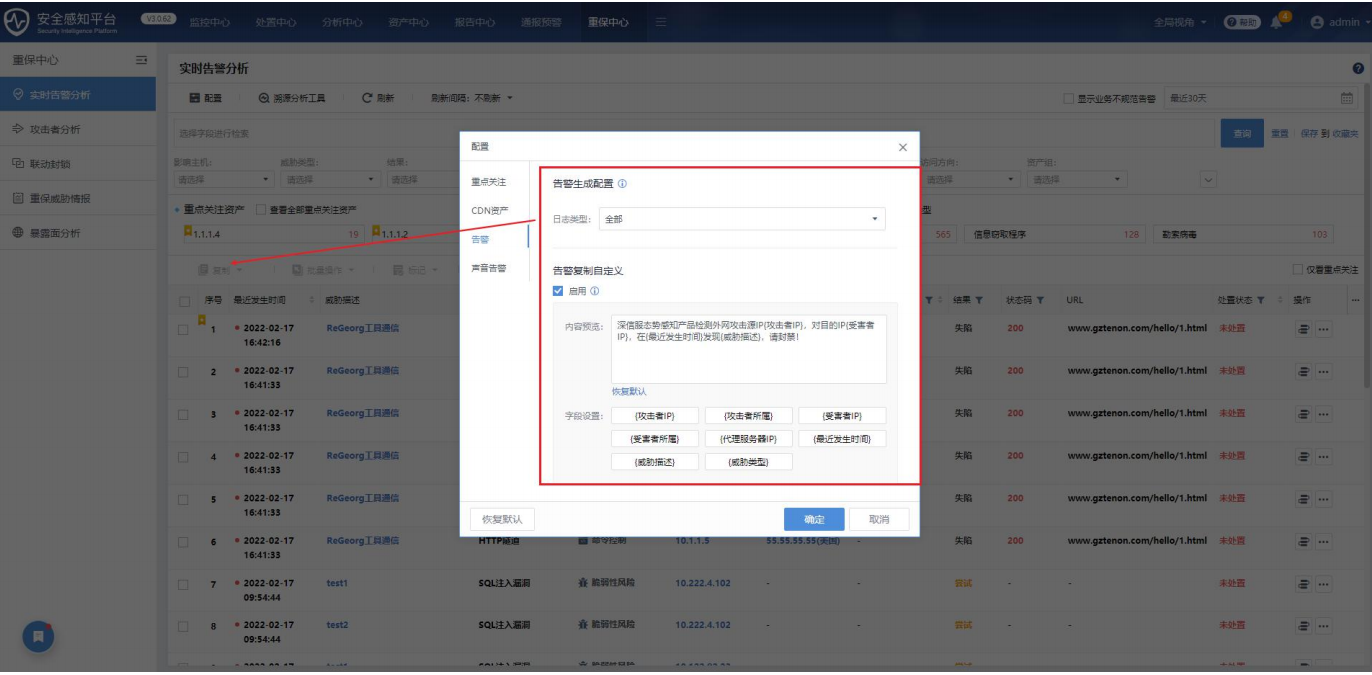 安全感知平台 V3.0.62 监控中心 处置中心 分析中心 资产中心 报告中心 通报预警 重保中心 全局视角 帮助 4 admin
Security Intelligence Platform
重保中心
实时告警分析
攻击者分析
联动封锁
重保威胁情报
暴露面分析
实时告警分析
配置 溯源分析工具 刷新 刷新间隔: 不刷新 显示业务不规范告警 最近30天
选择字段进行检索 查询 重置 保存 到 收藏夹
影响主机: 威胁类型: 结果: 访问方向: 资产组:
请选择 请选择 请选择 请选择 请选择
重点关注资产 查看全部重点关注资产 型
1.1.1.4 19 1.1.1.2 565 信息窃取程序 128 勒索病毒 103
复制 批量操作 标记 仅看重点关注
序号 最近发生时间 威胁描述 结果 状态码 URL 处置状态 操作
1 2022-02-17 ReGeorg工具通信 失陷 200 www.gztenon.com/hello/1.html 未处置
16:42:16
2 2022-02-17 ReGeorg工具通信 失陷 200 www.gztenon.com/hello/1.html 未处置
16:41:33
3 2022-02-17 ReGeorg工具通信 失陷 200 www.gztenon.com/hello/1.html 未处置
16:41:33
4 2022-02-17 ReGeorg工具通信 失陷 200 www.gztenon.com/hello/1.html 未处置
16:41:33
5 2022-02-17 ReGeorg工具通信 失陷 200 www.gztenon.com/hello/1.html 未处置
16:41:33
6 2022-02-17 ReGeorg工具通信 HTTP隧道 命令控制 10.1.1.5 55.55.55.55(美国) - 失陷 200 www.gztenon.com/hello/1.html 未处置
16:41:33
7 2022-02-17 test1 SQL注入漏洞 脆弱性风险 10.222.4.102 - - 尝试 - - 未处置
09:54:44
8 2022-02-17 test2 SQL注入漏洞 脆弱性风险 10.222.4.102 - - 尝试 - - 未处置
09:54:44
配置
重点关注
CDN资产
告警
声音告警
告警生成配置
日志类型: 全部
告警复制自定义
启用
内容预览: 深信服态势感知产品检测外网攻击源IP{攻击者IP}，对目的IP{受害者
IP}，在{最近发生时间}发现{威胁描述}，请封禁！
恢复默认
字段设置: {攻击者IP} {攻击者所属} {受害者IP}
{受害者所属} {代理服务器IP} {最近发生时间}
{威胁描述} {威胁类型}
恢复默认 确定 取消